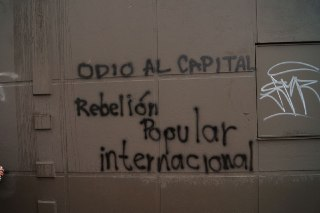 ODIO AL CAPITAL
Rebelión
Popular
internacional